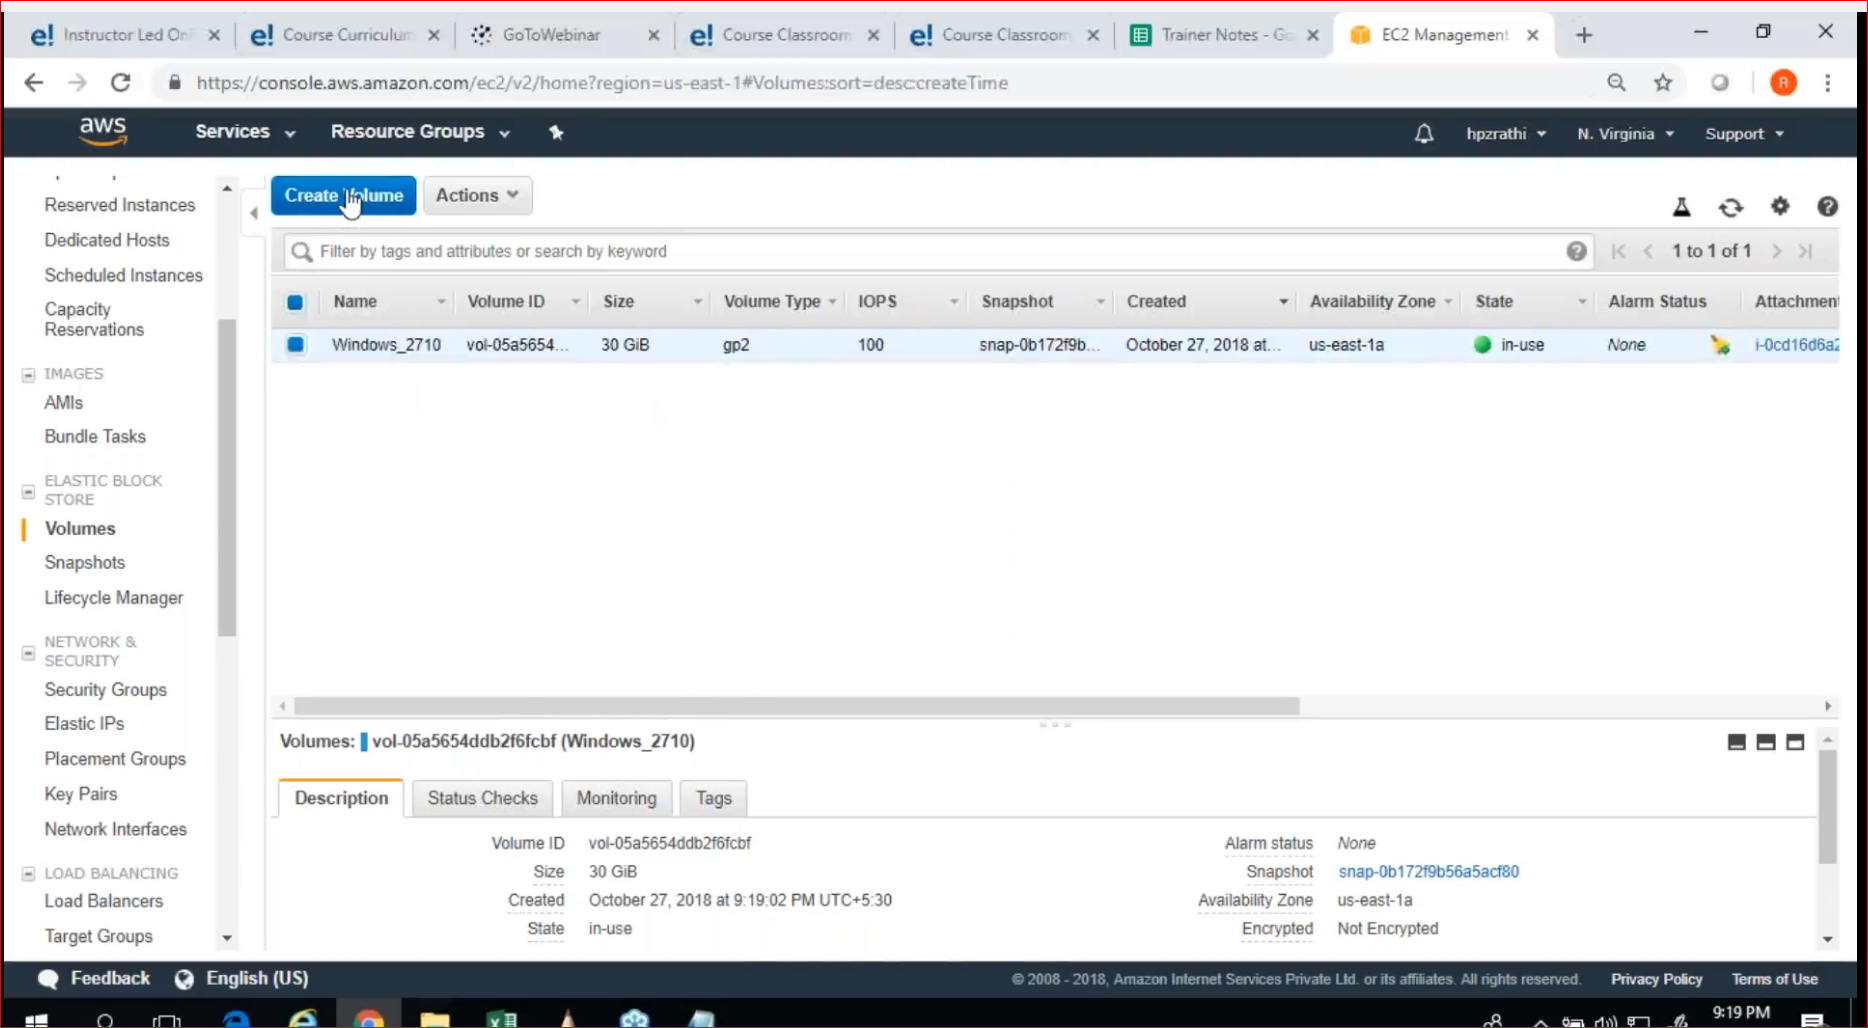 e! Instructor Led Onl
e! Course Curriculum
GoToWebinar
e! Course Classroom
e! Course Classroom
Trainer Notes - Go
EC2 Management
https://console.aws.amazon.com/ec2/v2/home?region=us-east-1#Volumes:sort=desc:createTime
R
aws
Services
Resource Groups
hpzrathi
N. Virginia
Support
Reserved Instances
Dedicated Hosts
Scheduled Instances
Capacity
Reservations
IMAGES
AMIs
Bundle Tasks
ELASTIC BLOCK
STORE
Volumes
Snapshots
Lifecycle Manager
NETWORK &
SECURITY
Security Groups
Elastic IPs
Placement Groups
Key Pairs
Network Interfaces
LOAD BALANCING
Load Balancers
Target Groups
Create Volume
Actions
Filter by tags and attributes or search by keyword
1 to 1 of 1
Name Volume ID Size Volume Type IOPS Snapshot Created Availability Zone State Alarm Status Attachment
Windows_2710 vol-05a5654... 30 GiB gp2 100 snap-0b172f9b... October 27, 2018 at... us-east-1a in-use None i-0cd16d6a2
Volumes: vol-05a5654ddb2f6fcbf (Windows_2710)
Description Status Checks Monitoring Tags
Volume ID vol-05a5654ddb2f6fcbf Alarm status None
Size 30 GiB Snapshot snap-0b172f9b56a5acf80
Created October 27, 2018 at 9:19:02 PM UTC+5:30 Availability Zone us-east-1a
State in-use Encrypted Not Encrypted
Feedback English (US)
© 2008 - 2018, Amazon Internet Services Private Ltd. or its affiliates. All rights reserved. Privacy Policy Terms of Use
9:19 PM